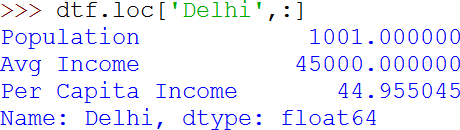 >>> dtf.loc['Delhi',:]
Population            1001.000000
Avg Income           45000.000000
Per Capita Income       44.955045
Name: Delhi, dtype: float64